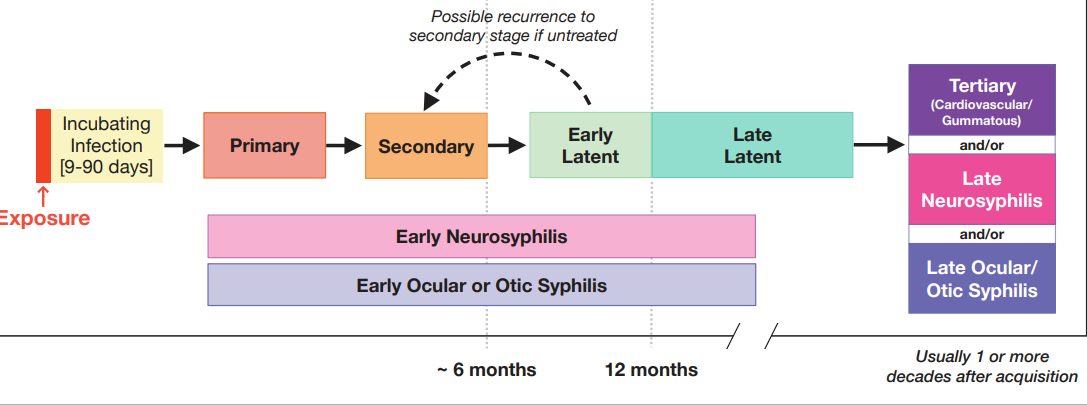 Possible recurrence to
secondary stage if untreated
Incubating
Infection
[9-90 days]
Exposure
Primary
Secondary
Early
Latent
Late
Latent
Tertiary
(Cardiovascular/
Gummatous)
and/or
Late
Neurosyphilis
and/or
Late Ocular/
Otic Syphilis
Early Neurosyphilis
Early Ocular or Otic Syphilis
~ 6 months
12 months
Usually 1 or more
decades after acquisition